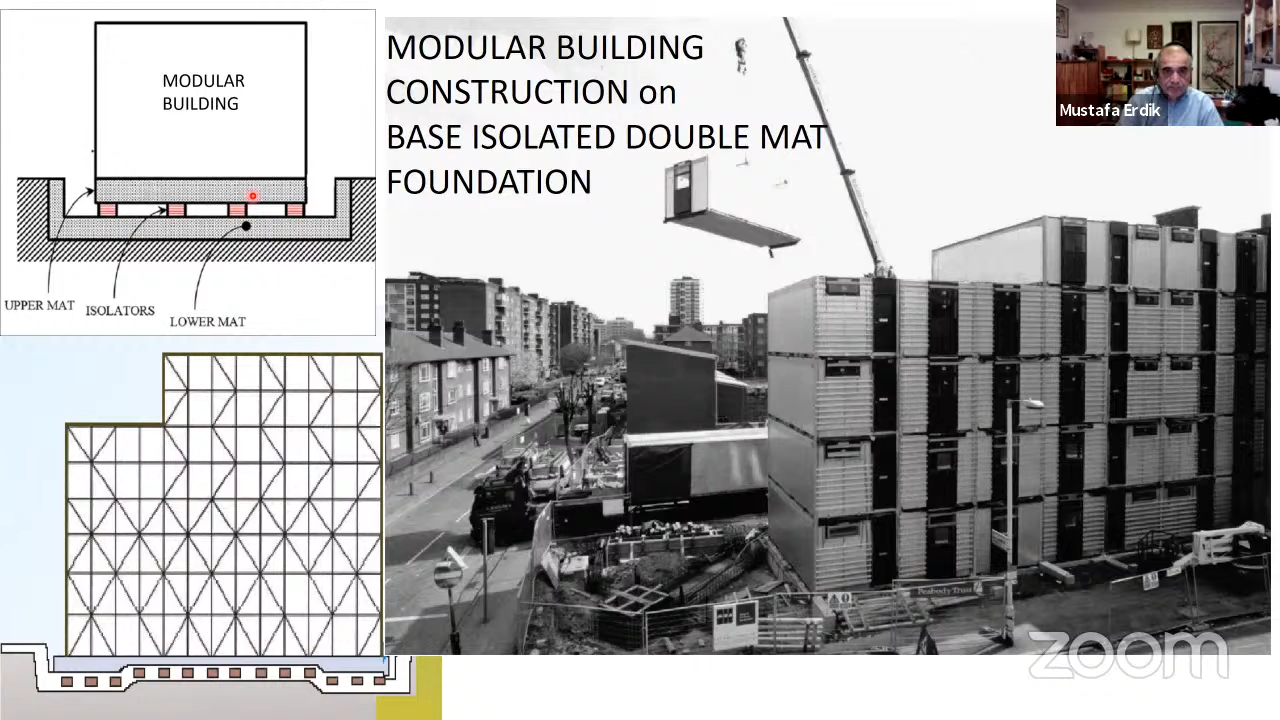 MODULAR BUILDING
CONSTRUCTION on
BASE ISOLATED DOUBLE MAT
FOUNDATION
MODULAR
BUILDING
UPPER MAT
ISOLATORS
LOWER MAT
Mustafa Erdik
Peabody Trust
zoom